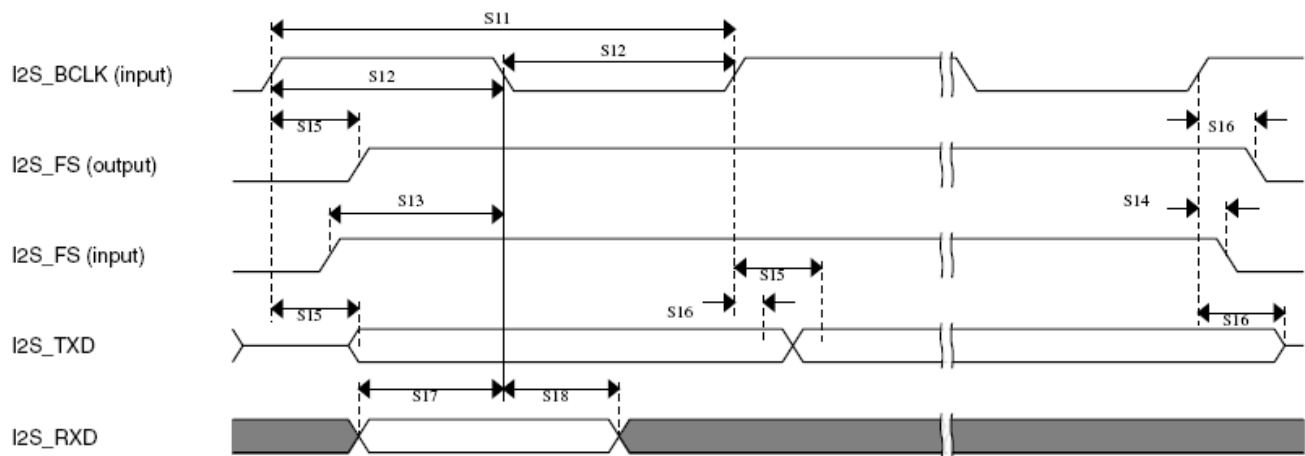 S11
S12
I2S_BCLK (input)
S12
S15
S16
I2S_FS (output)
S13
S14
I2S_FS (input)
S15
S15
S16
S16
I2S_TXD
S17
S18
I2S_RXD